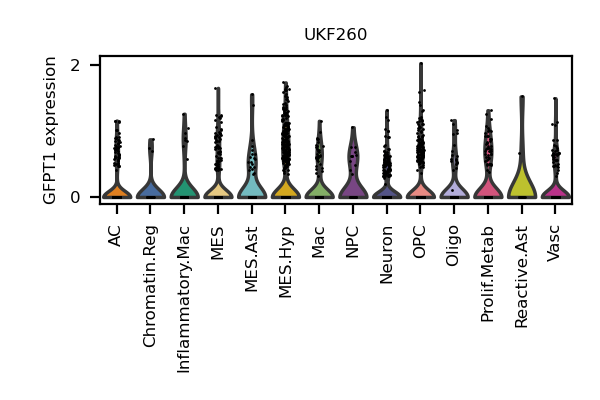 UKF260
GFPT1 expression
2
0
AC
Chromatin.Reg
Inflammatory.Mac
MES
MES.Ast
MES.Hyp
Mac
NPC
Neuron
OPC
Oligo
Prolif.Metab
Reactive.Ast
Vasc